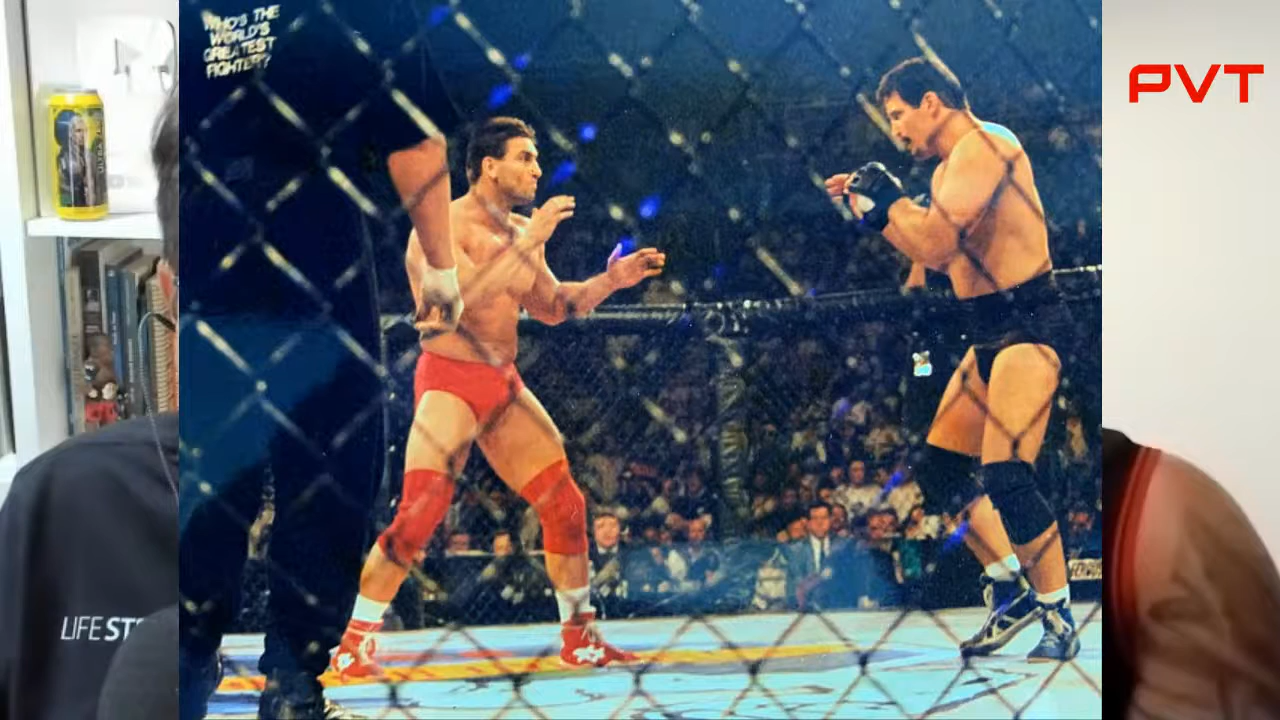 WHO'S THE
WORLD'S
GREATEST
FIGHTER?
PVT
LIFE ST